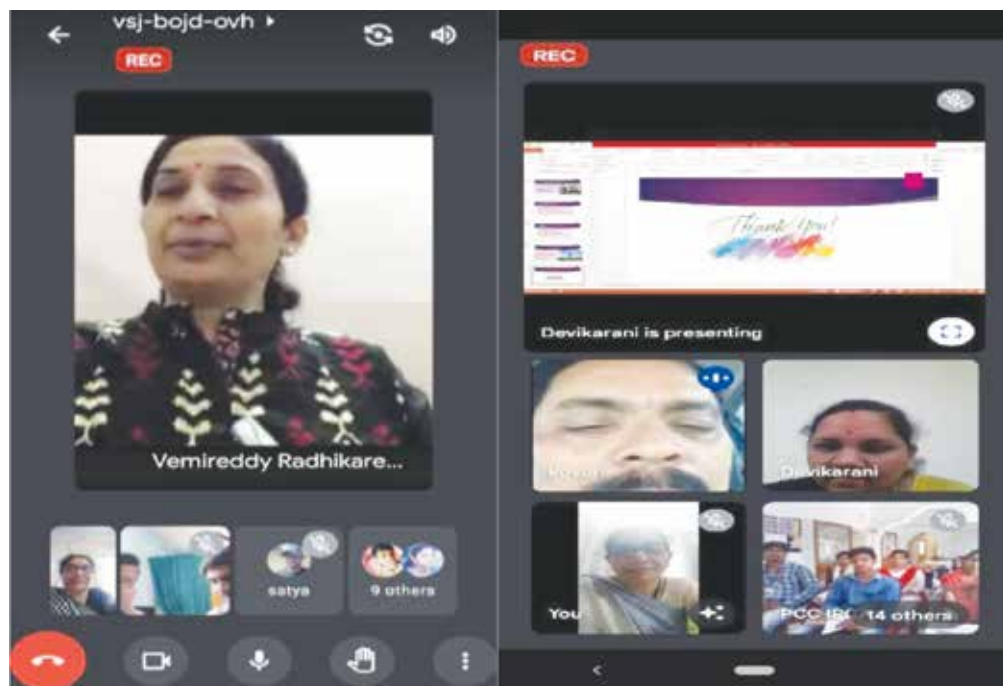 vsj-bojd-ovh
REC
Vemireddy Radhikare...
satya
9 others
REC
Thank You!
Devikarani is presenting
Devikarani
You
PCC
14 others